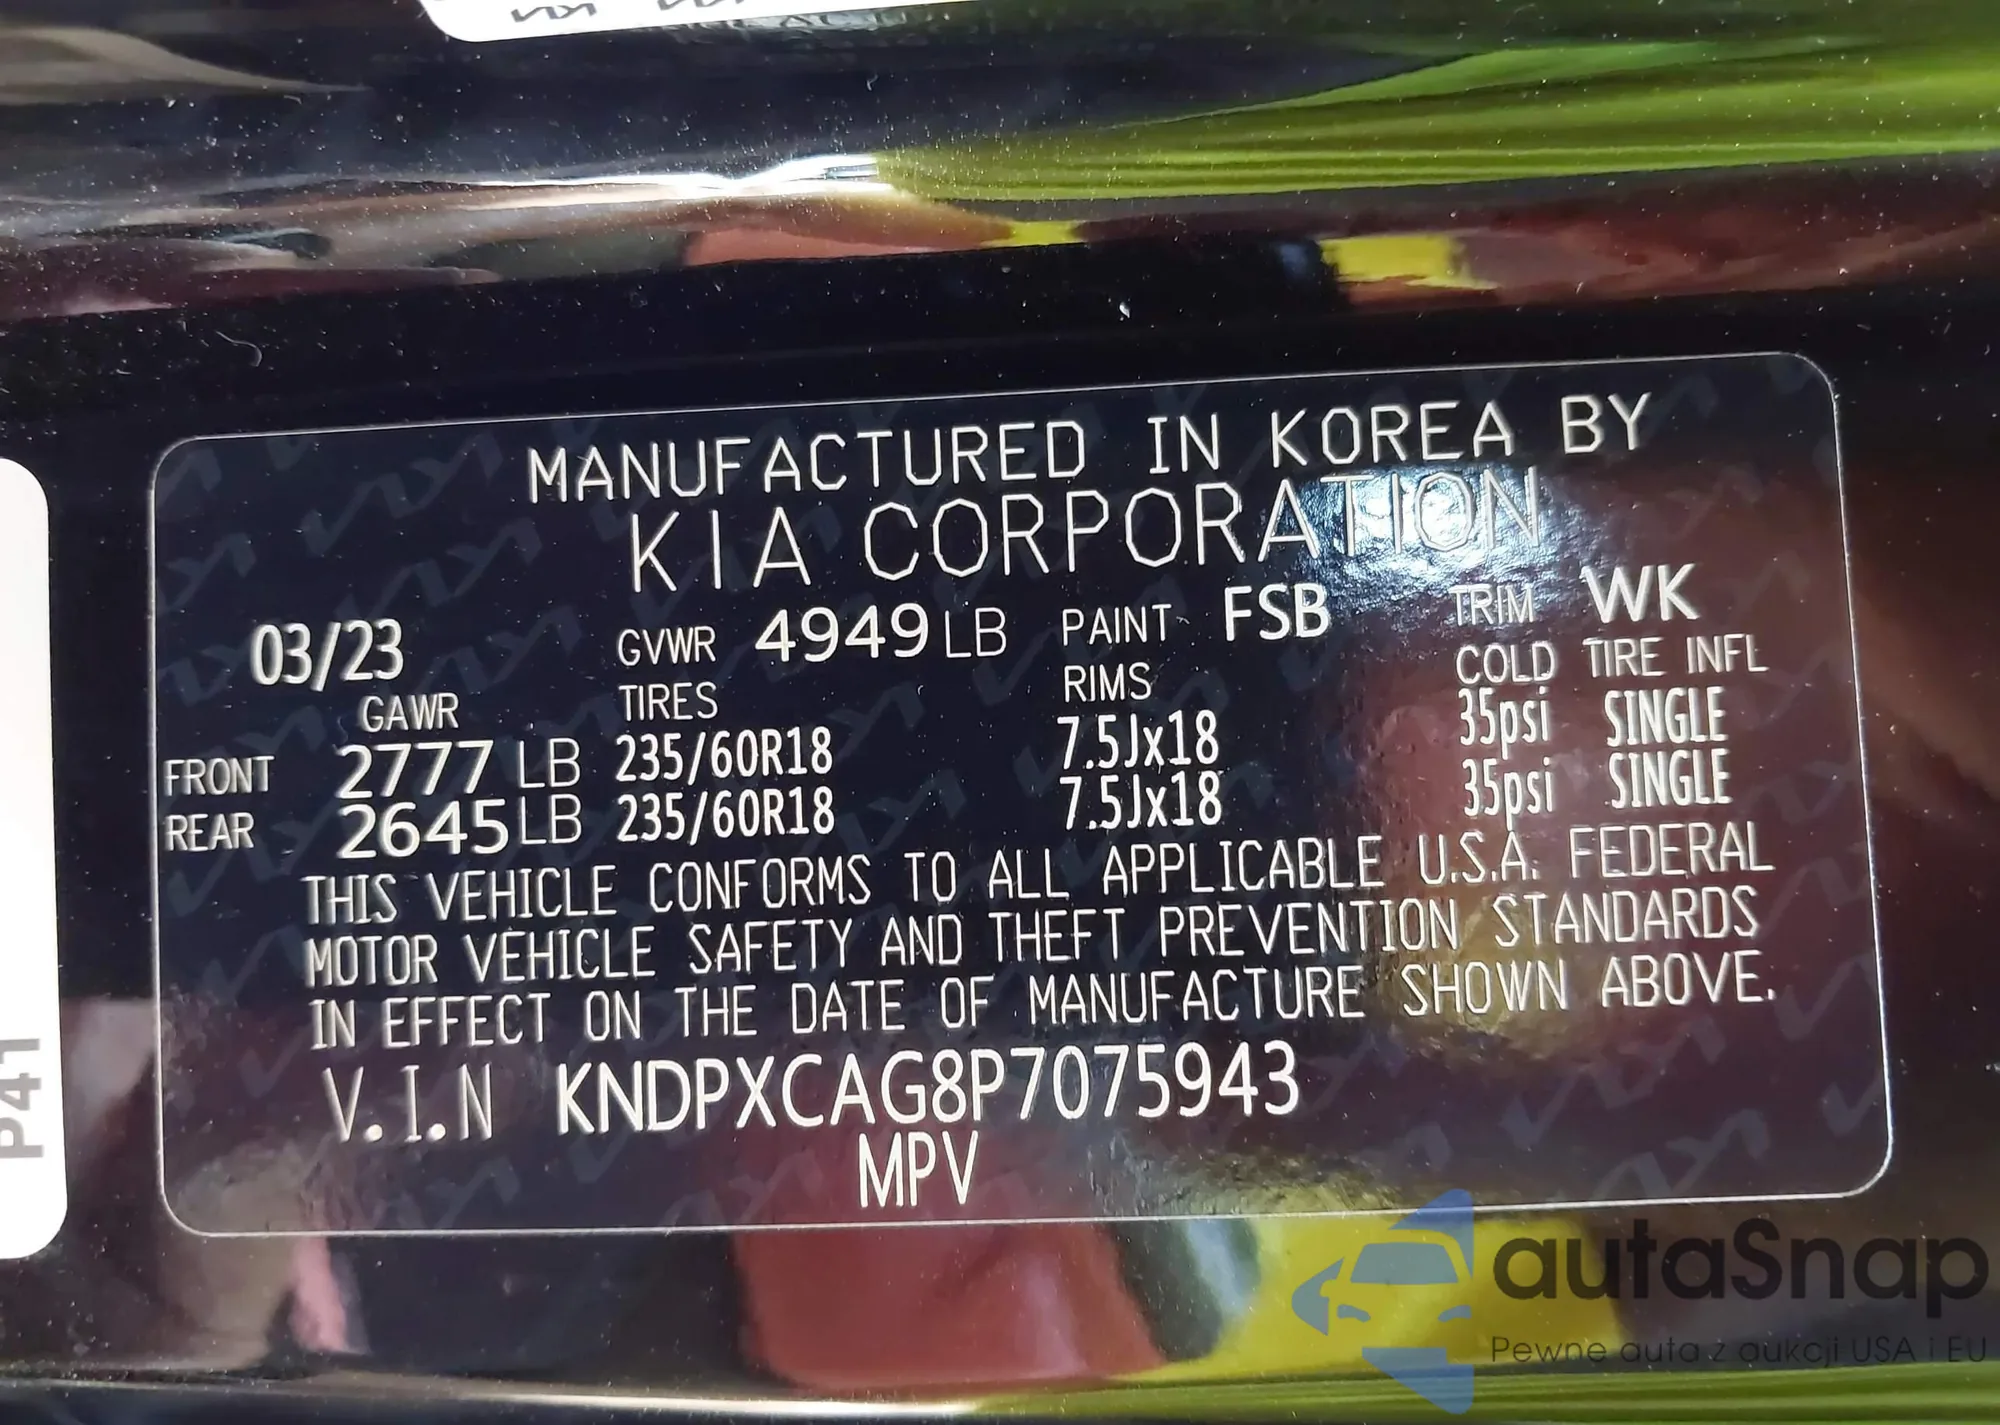 MANUFACTURED IN KOREA BY
KIA CORPORATION
03/23 GVWR 4949 LB PAINT FSB TRIM WK
GAWR TIRES RIMS COLD TIRE INFL
FRONT 2777 LB 235/60R18 7.5Jx18 35psi SINGLE
REAR 2645 LB 235/60R18 7.5Jx18 35psi SINGLE
THIS VEHICLE CONFORMS TO ALL APPLICABLE U.S.A. FEDERAL
MOTOR VEHICLE SAFETY AND THEFT PREVENTION STANDARDS
IN EFFECT ON THE DATE OF MANUFACTURE SHOWN ABOVE.
V.I.N KNDPXCAG8P7075943
MPV
P41
autaSnap
Pewne auta z aukcji USA i EU